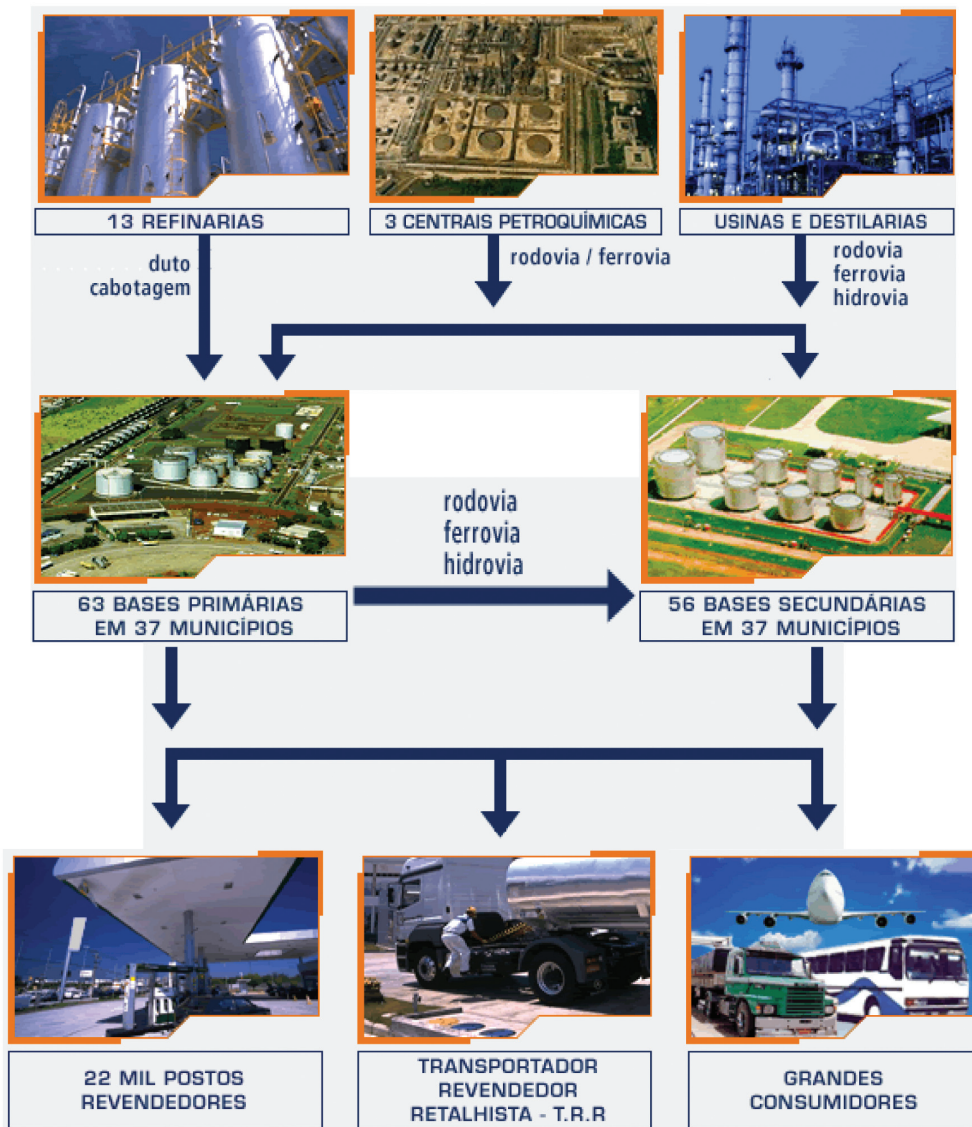 13 REFINARIAS
3 CENTRAIS PETROQUÍMICAS
USINAS E DESTILARIAS
duto
cabotagem
rodovia / ferrovia
rodovia
ferrovia
hidrovia
rodovia
ferrovia
hidrovia
63 BASES PRIMÁRIAS
EM 37 MUNICÍPIOS
56 BASES SECUNDÁRIAS
EM 37 MUNICÍPIOS
22 MIL POSTOS
REVENDEDORES
TRANSPORTADOR
REVENDEDOR
RETALHISTA - T.R.R
GRANDES
CONSUMIDORES